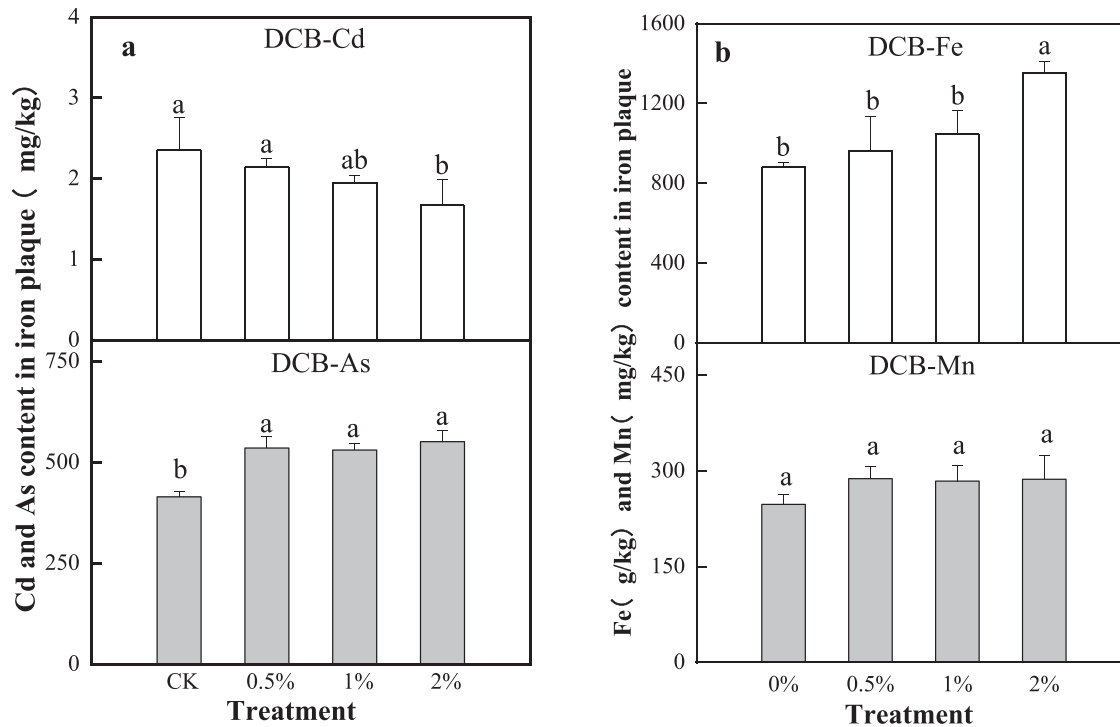 a
DCB-Cd
Cd and As content in iron plaque ( mg/kg)
4
3
2
1
0
a
a
ab
b
DCB-As
750
500
250
0
b
a
a
a
CK 0.5% 1% 2%
Treatment
b
DCB-Fe
Fe( g/kg) and Mn( mg/kg) content in iron plaque
1600
1200
800
400
0
b
b
b
a
DCB-Mn
450
300
150
0
a
a
a
a
0% 0.5% 1% 2%
Treatment